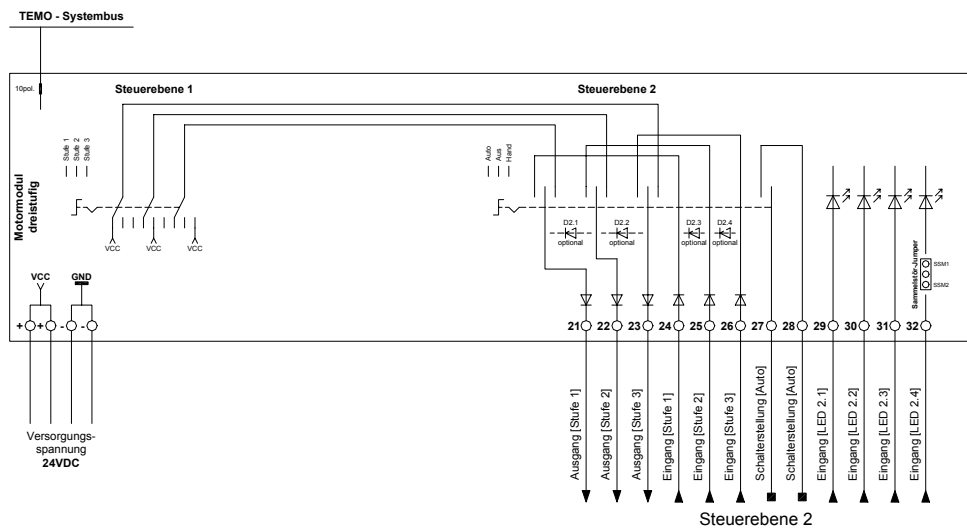 TEMO - Systembus
10pol.
Steuerebene 1
Steuerebene 2
Stufe 1
Stufe 2
Stufe 3
Auto
Aus
Hand
Motormodul
dreistufig
VCC
VCC
VCC
D2.1
optional
D2.2
optional
D2.3
optional
D2.4
optional
Sammelstör-Jumper
SSM1
SSM2
VCC
GND
+
+
-
-
21
22
23
24
25
26
27
28
29
30
31
32
Versorgungs-
spannung
24VDC
Ausgang [Stufe 1]
Ausgang [Stufe 2]
Ausgang [Stufe 3]
Eingang [Stufe 1]
Eingang [Stufe 2]
Eingang [Stufe 3]
Schalterstellung [Auto]
Schalterstellung [Auto]
Eingang [LED 2.1]
Eingang [LED 2.2]
Eingang [LED 2.3]
Eingang [LED 2.4]
Steuerebene 2